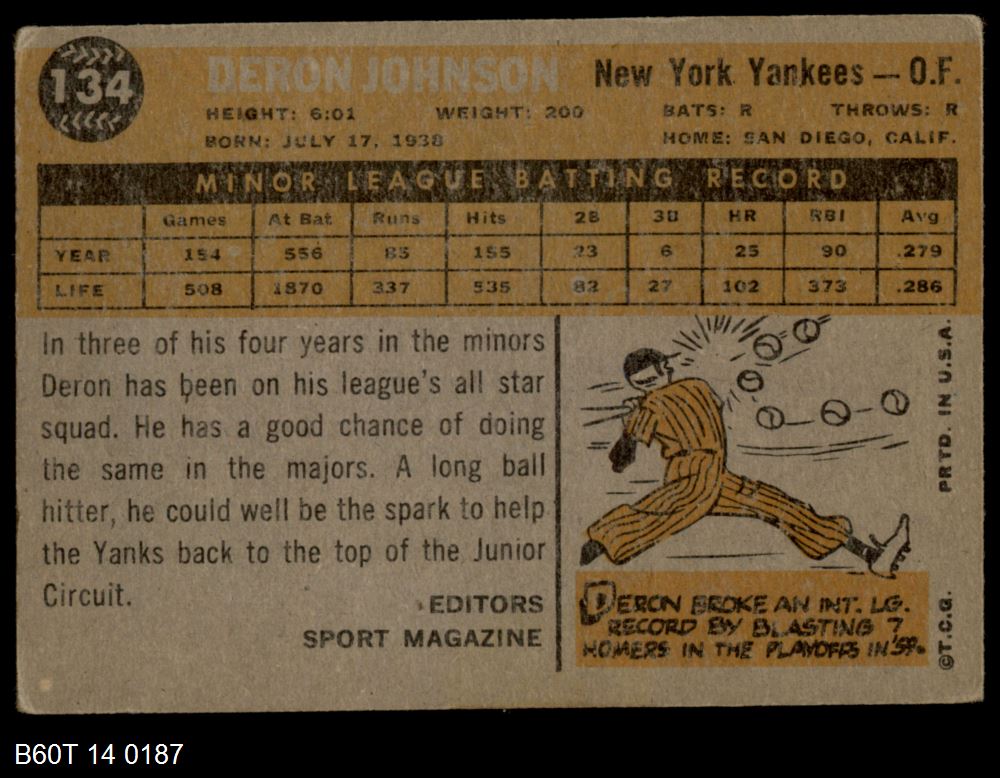 134
DERON JOHNSON New York Yankees — O.F.
HEIGHT: 6:01 WEIGHT: 200 BATS: R THROWS: R
BORN: JULY 17, 1938 HOME: SAN DIEGO, CALIF.
MINOR LEAGUE BATTING RECORD
Games At Bat Runs Hits 2B 3B HR RBI Avg
YEAR 154 556 85 155 23 6 25 90 .279
LIFE 508 1870 337 535 82 27 102 373 .286
In three of his four years in the minors
Deron has been on his league's all star
squad. He has a good chance of doing
the same in the majors. A long ball
hitter, he could well be the spark to help
the Yanks back to the top of the Junior
Circuit.
EDITORS
SPORT MAGAZINE
DERON BROKE AN INT. LG.
RECORD BY BLASTING 7
HOMERS IN THE PLAYOFFS IN '59.
PRTD. IN U.S.A.
©T.C.G.
B60T 14 0187